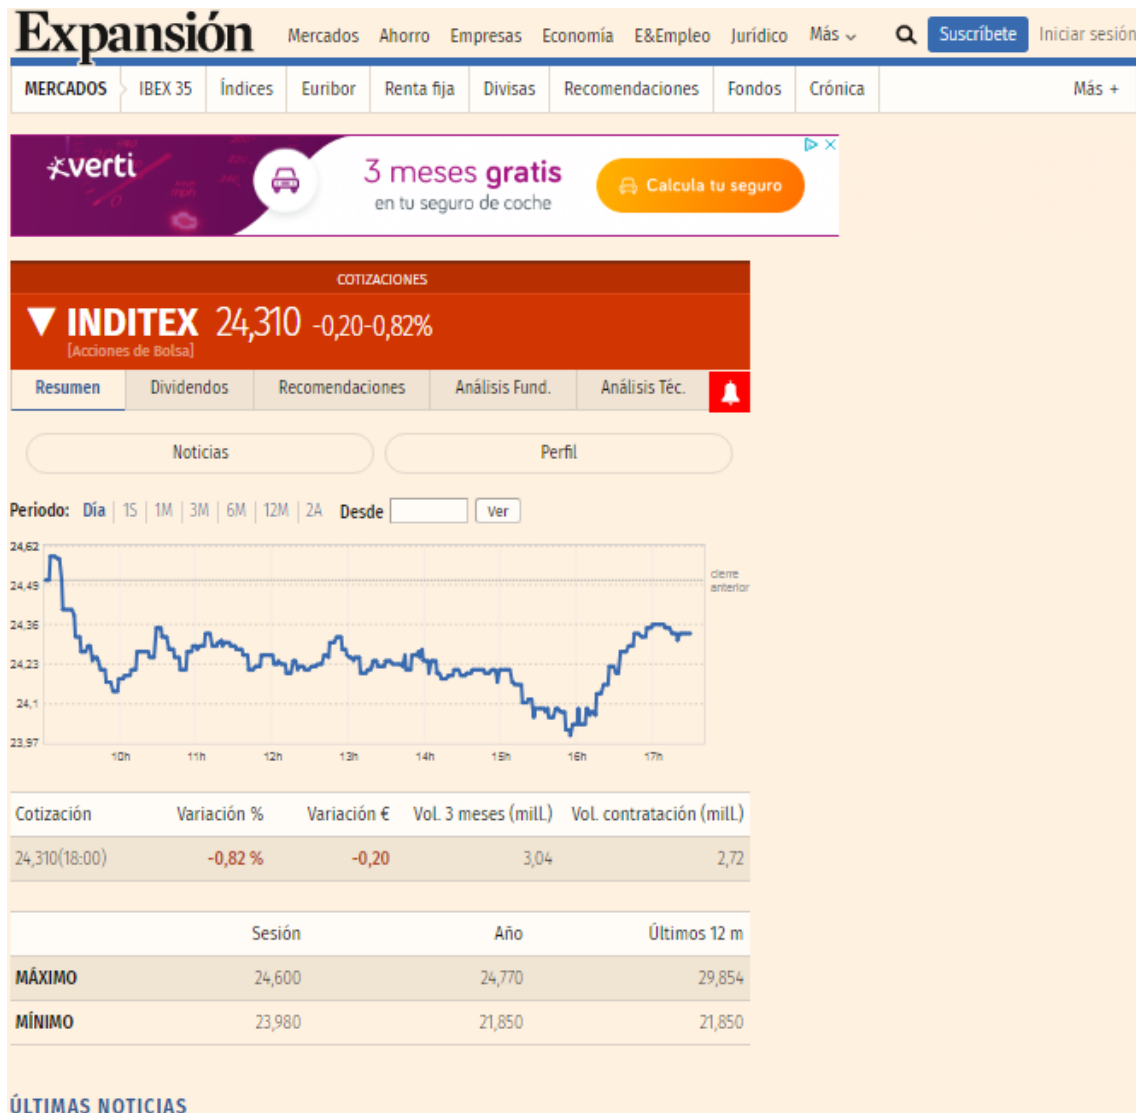 Expansión Mercados Ahorro Empresas Economía E&Empleo Jurídico Más Suscríbete Iniciar sesión
MERCADOS IBEX 35 Índices Euribor Renta fija Divisas Recomendaciones Fondos Crónica Más +
verti 3 meses gratis
en tu seguro de coche
Calcula tu seguro
COTIZACIONES
INDITEX 24,310 -0,20-0,82%
[Acciones de Bolsa]
Resumen Dividendos Recomendaciones Análisis Fund. Análisis Téc.
Noticias Perfil
Periodo: Día | 1S | 1M | 3M | 6M | 12M | 2A Desde Ver
24,62
cierre
anterior
24,49
24,36
24,23
24,1
23,97
10h 11h 12h 13h 14h 15h 16h 17h
Cotización Variación % Variación € Vol. 3 meses (mill.) Vol. contratación (mill.)
24,310(18:00) -0,82 % -0,20 3,04 2,72
Sesión Año Últimos 12 m
MÁXIMO 24,600 24,770 29,854
MÍNIMO 23,980 21,850 21,850
ÚLTIMAS NOTICIAS